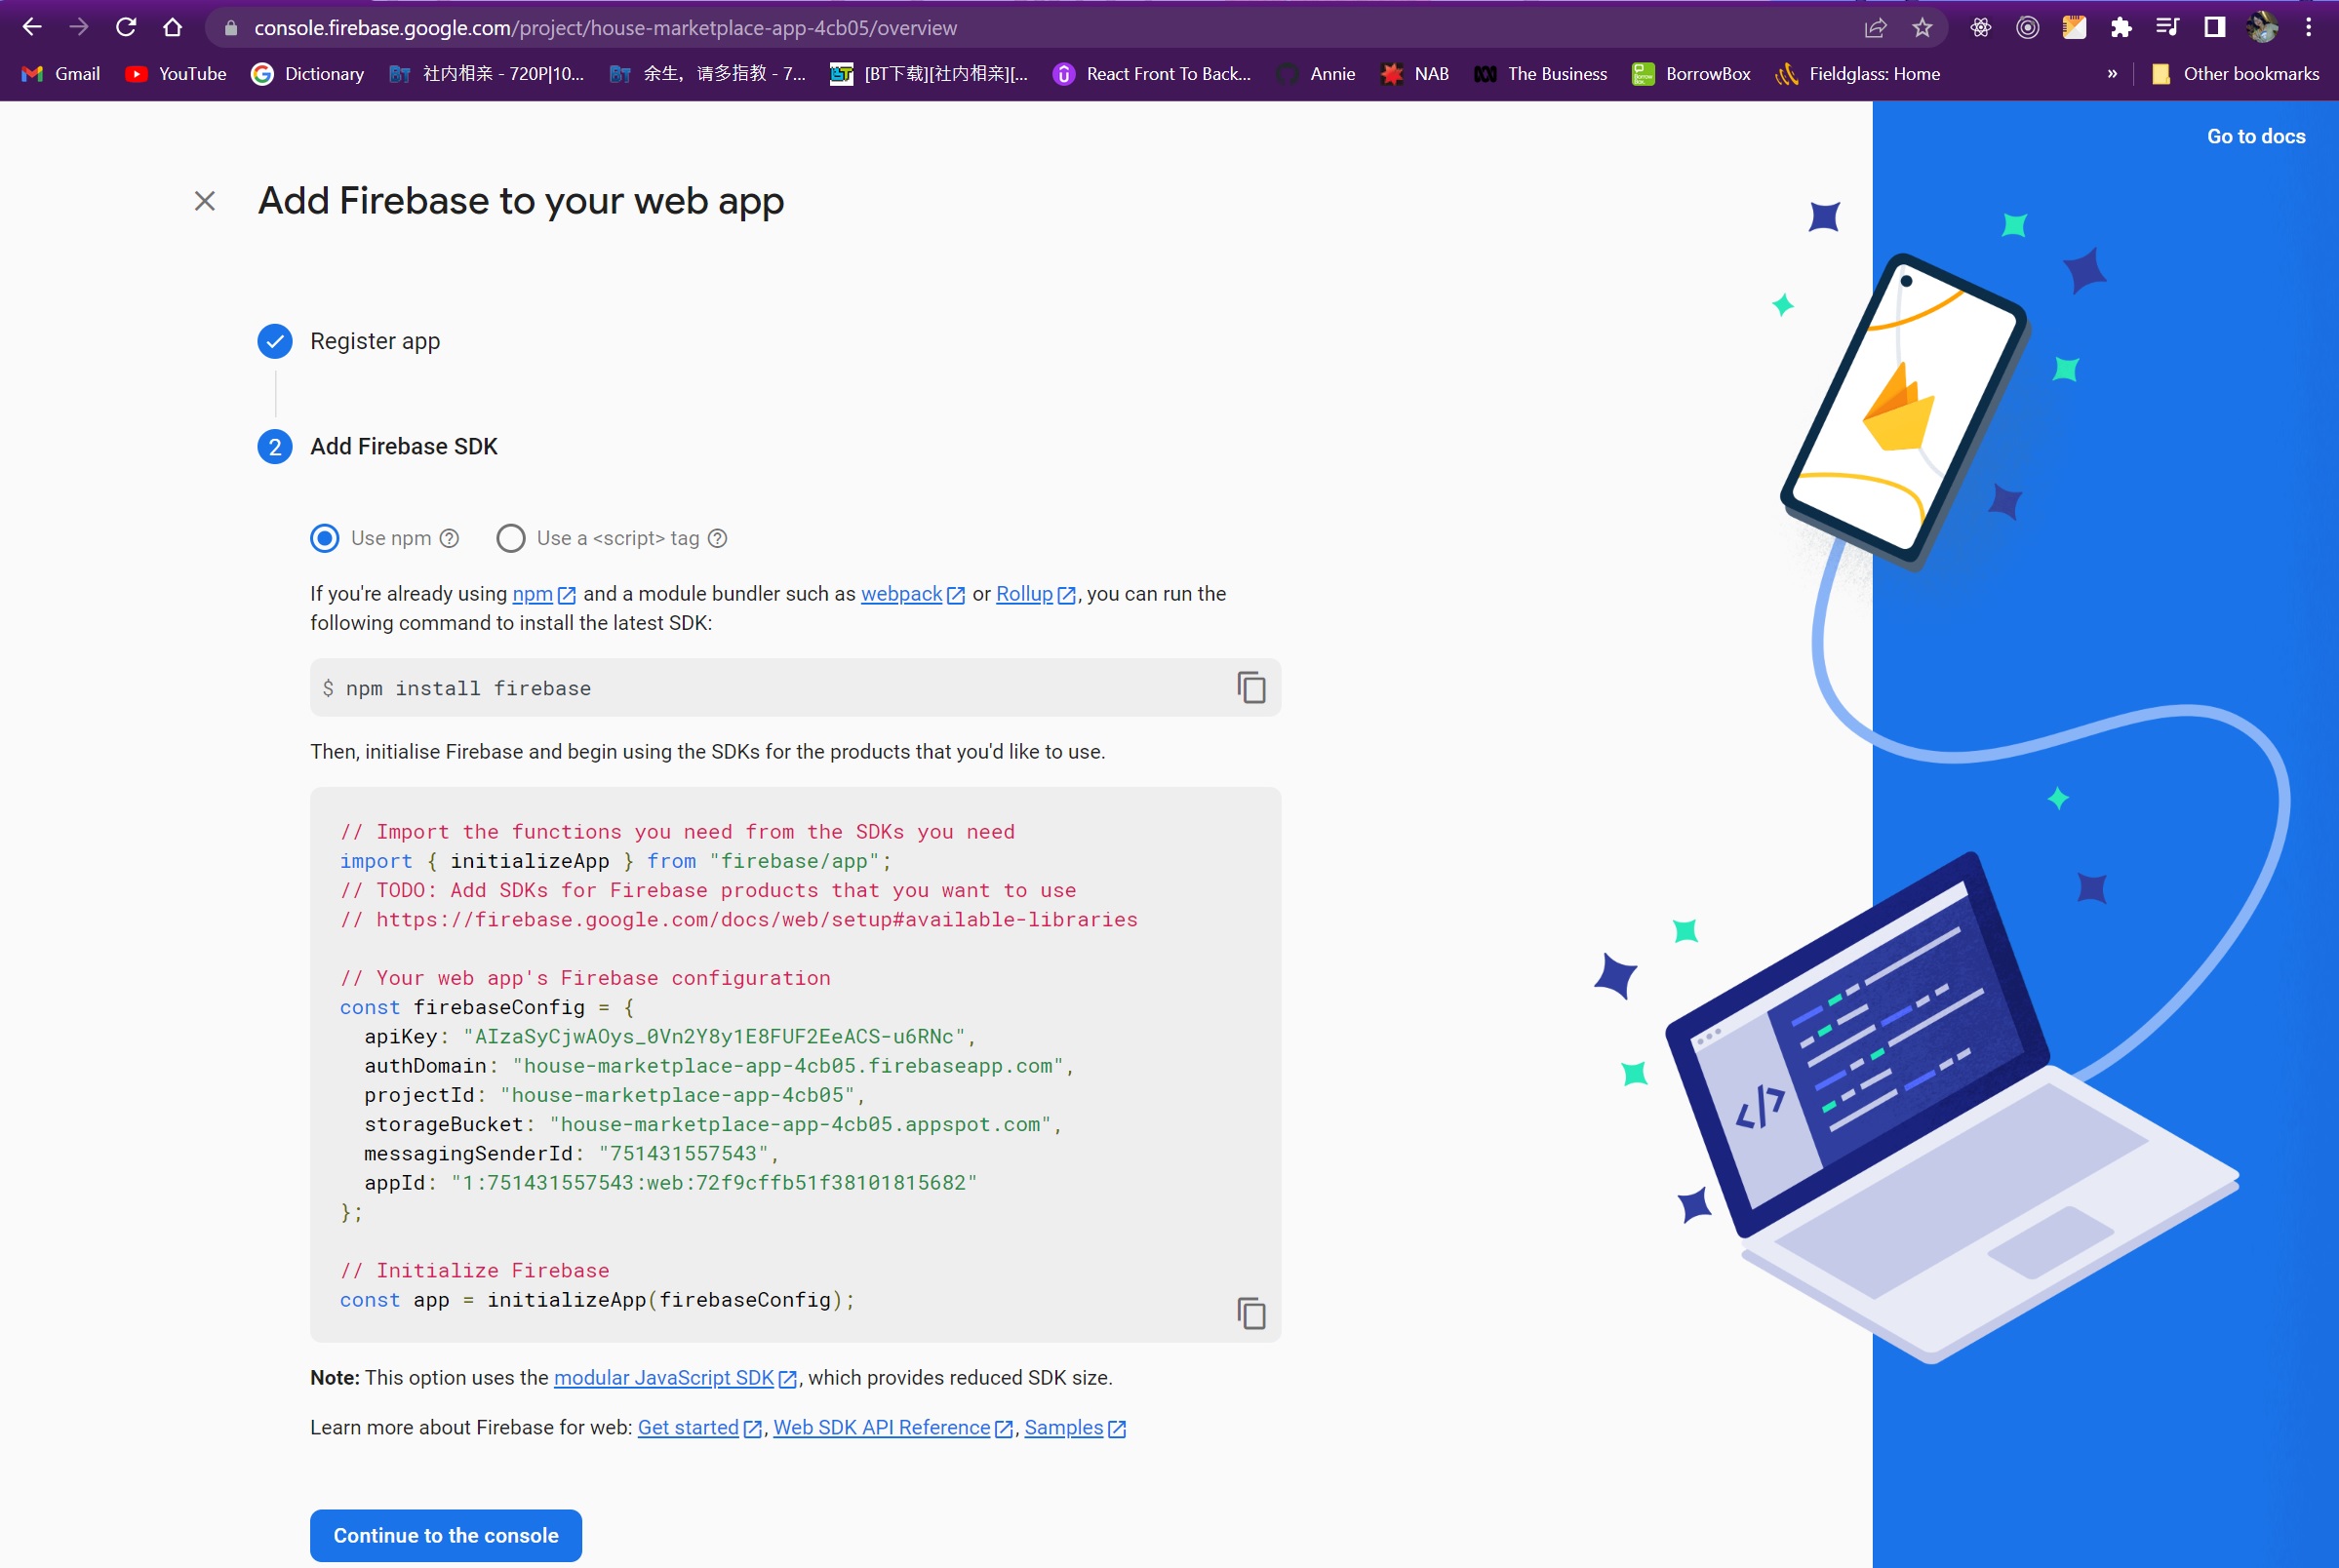 console.firebase.google.com/project/house-marketplace-app-4cb05/overview
Gmail YouTube Dictionary 社内相亲 - 720P|10... 余生，请多指教 - 7... [BT下载][社内相亲][... React Front To Back... Annie NAB The Business BorrowBox Fieldglass: Home » Other bookmarks
Go to docs
Add Firebase to your web app
Register app
2 Add Firebase SDK
Use npm Use a <script> tag
If you're already using npm and a module bundler such as webpack or Rollup, you can run the
following command to install the latest SDK:
$ npm install firebase
Then, initialise Firebase and begin using the SDKs for the products that you'd like to use.
// Import the functions you need from the SDKs you need
import { initializeApp } from "firebase/app";
// TODO: Add SDKs for Firebase products that you want to use
// https://firebase.google.com/docs/web/setup#available-libraries
// Your web app's Firebase configuration
const firebaseConfig = {
apiKey: "AIzaSyCjwAOys_0Vn2Y8y1E8FUF2EeACS-u6RNc",
authDomain: "house-marketplace-app-4cb05.firebaseapp.com",
projectId: "house-marketplace-app-4cb05",
storageBucket: "house-marketplace-app-4cb05.appspot.com",
messagingSenderId: "751431557543",
appId: "1:751431557543:web:72f9cffb51f38101815682"
};
// Initialize Firebase
const app = initializeApp(firebaseConfig);
Note: This option uses the modular JavaScript SDK, which provides reduced SDK size.
Learn more about Firebase for web: Get started, Web SDK API Reference, Samples
Continue to the console